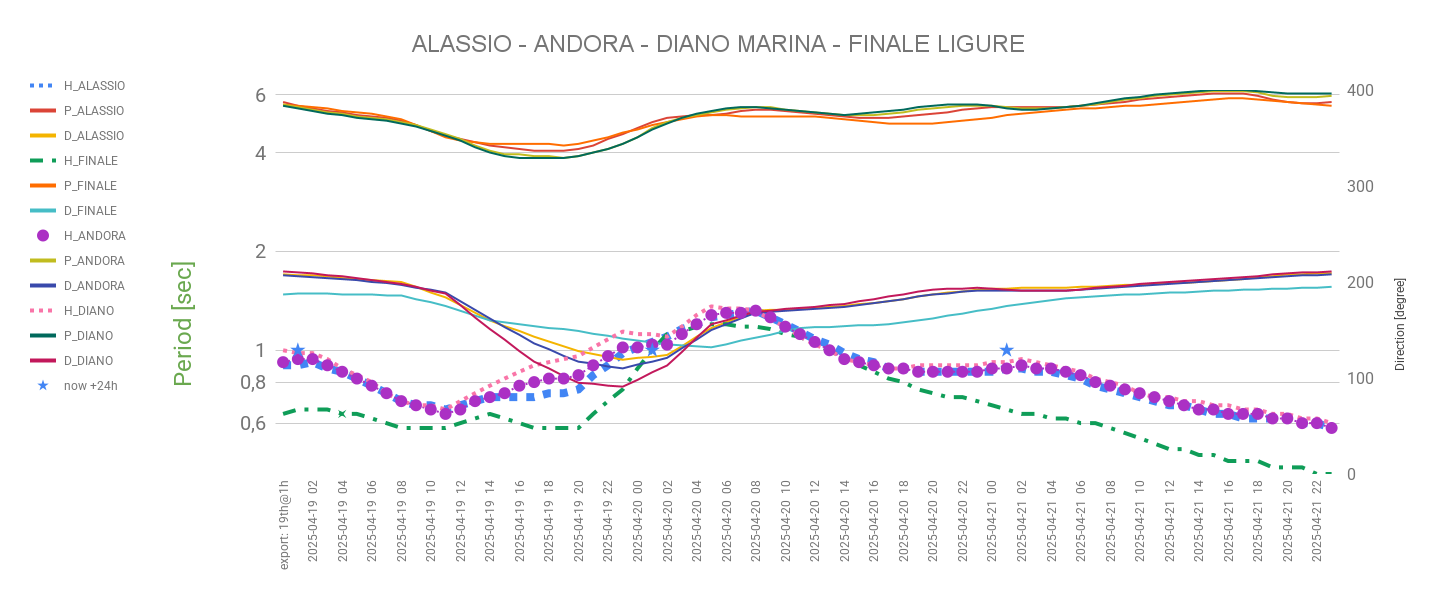 ALASSIO - ANDORA - DIANO MARINA - FINALE LIGURE
H_ALASSIO
P_ALASSIO
D_ALASSIO
H_FINALE
P_FINALE
D_FINALE
H_ANDORA
P_ANDORA
D_ANDORA
H_DIANO
P_DIANO
D_DIANO
now +24h
Period [sec]
6
4
2
1
0,8
0,6
400
300
200
100
0
Direction [degree]
export: 19th@1h
2025-04-19 02
2025-04-19 04
2025-04-19 06
2025-04-19 08
2025-04-19 10
2025-04-19 12
2025-04-19 14
2025-04-19 16
2025-04-19 18
2025-04-19 20
2025-04-19 22
2025-04-20 00
2025-04-20 02
2025-04-20 04
2025-04-20 06
2025-04-20 08
2025-04-20 10
2025-04-20 12
2025-04-20 14
2025-04-20 16
2025-04-20 18
2025-04-20 20
2025-04-20 22
2025-04-21 00
2025-04-21 02
2025-04-21 04
2025-04-21 06
2025-04-21 08
2025-04-21 10
2025-04-21 12
2025-04-21 14
2025-04-21 16
2025-04-21 18
2025-04-21 20
2025-04-21 22